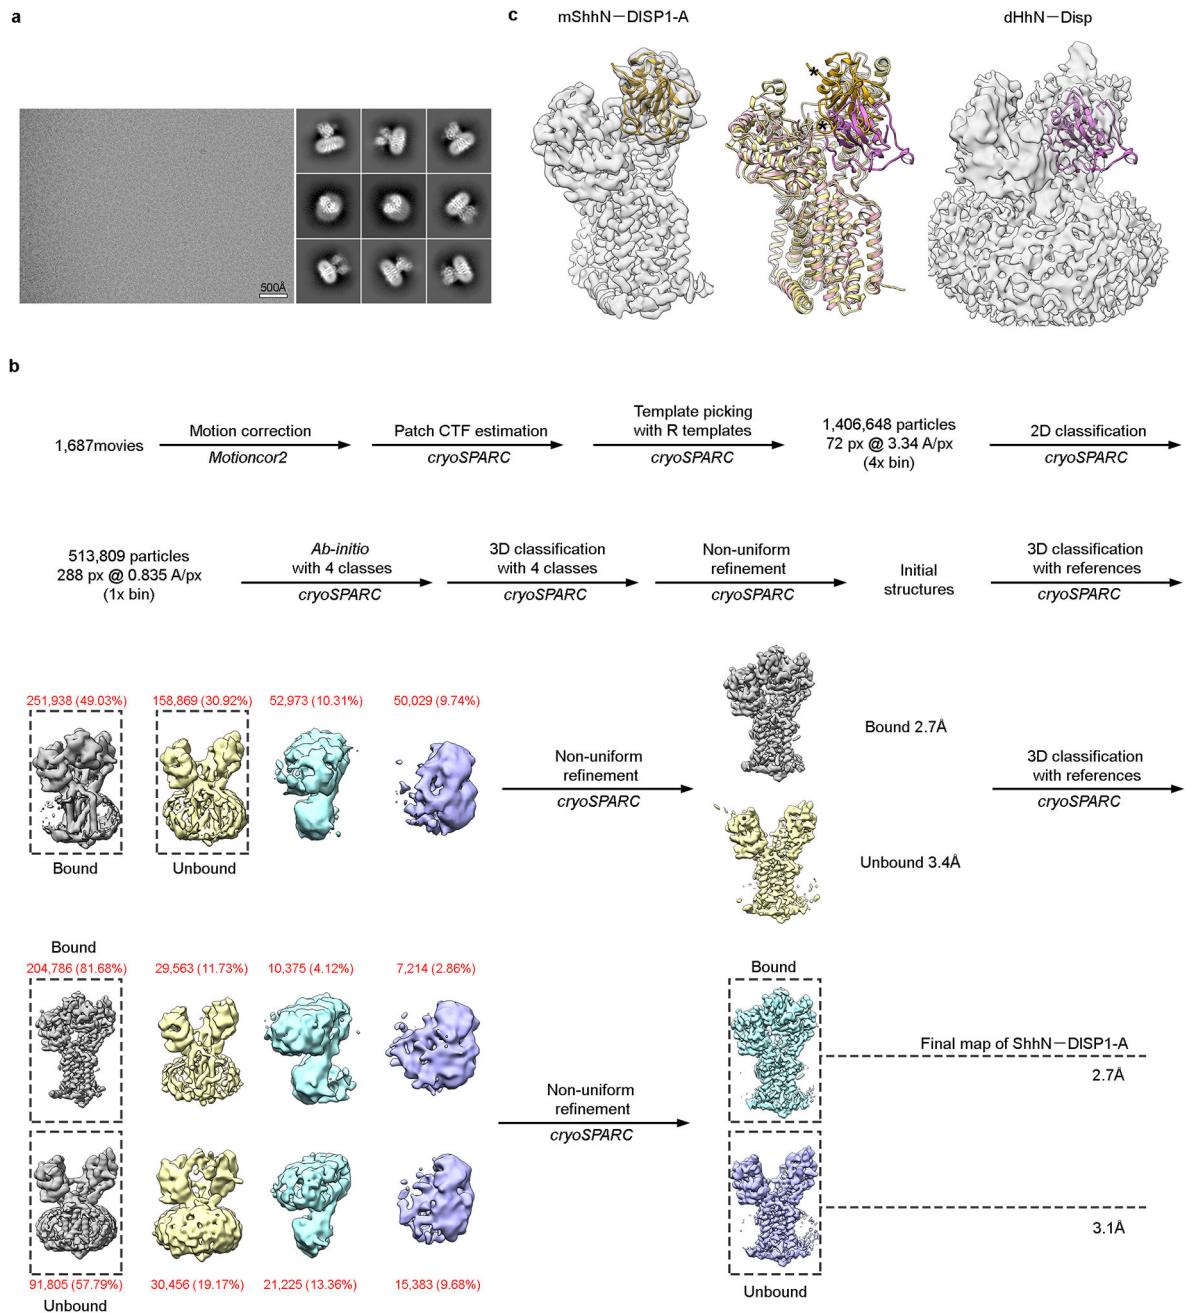 a
500Å
c
mShhN－DISP1-A
dHhN－Disp
*
*
b
1,687movies
Motion correction
Motioncor2
Patch CTF estimation
cryoSPARC
Template picking
with R templates
cryoSPARC
1,406,648 particles
72 px @ 3.34 A/px
(4x bin)
2D classification
cryoSPARC
513,809 particles
288 px @ 0.835 A/px
(1x bin)
Ab-initio
with 4 classes
cryoSPARC
3D classification
with 4 classes
cryoSPARC
Non-uniform
refinement
cryoSPARC
Initial
structures
3D classification
with references
cryoSPARC
251,938 (49.03%)
158,869 (30.92%)
52,973 (10.31%)
50,029 (9.74%)
Bound
Unbound
Non-uniform
refinement
cryoSPARC
Bound 2.7Å
Unbound 3.4Å
3D classification
with references
cryoSPARC
Bound
204,786 (81.68%)
29,563 (11.73%)
10,375 (4.12%)
7,214 (2.86%)
91,805 (57.79%)
30,456 (19.17%)
21,225 (13.36%)
15,383 (9.68%)
Unbound
Non-uniform
refinement
cryoSPARC
Bound
Final map of ShhN－DISP1-A
2.7Å
3.1Å
Unbound